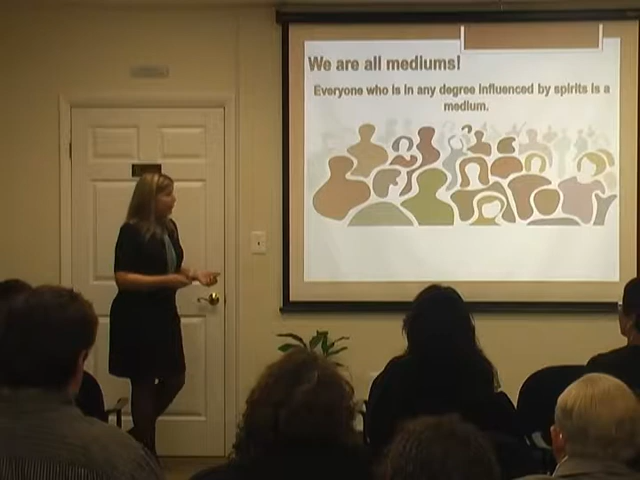 We are all mediums!
Everyone who is in any degree influenced by spirits is a
medium.